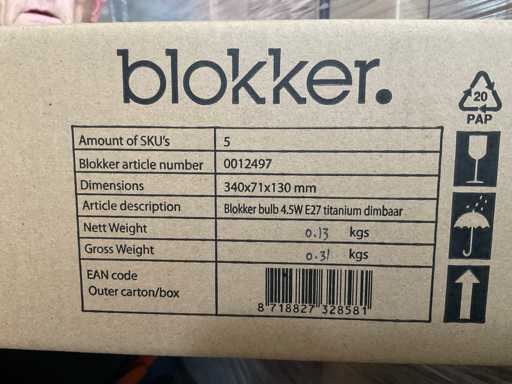 blokker.
20
PAP
Amount of SKU's 5
Blokker article number 0012497
Dimensions 340x71x130 mm
Article description Blokker bulb 4.5W E27 titanium dimbaar
Nett Weight 0.13 kgs
Gross Weight 0.31 kgs
EAN code
Outer carton/box
8 718827 328581